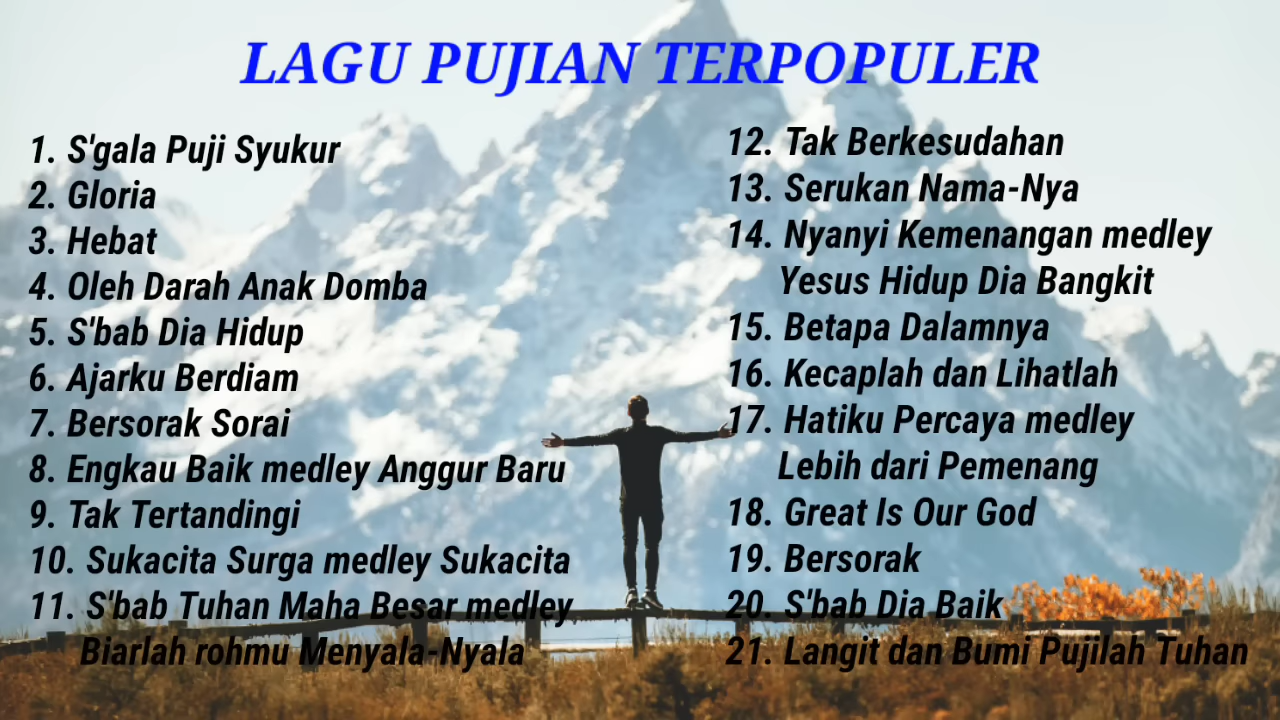 LAGU PUJIAN TERPOPULER
1. S'gala Puji Syukur
2. Gloria
3. Hebat
4. Oleh Darah Anak Domba
5. S'bab Dia Hidup
6. Ajarku Berdiam
7. Bersorak Sorai
8. Engkau Baik medley Anggur Baru
9. Tak Tertandingi
10. Sukacita Surga medley Sukacita
11. S'bab Tuhan Maha Besar medley
Biarlah rohmu Menyala-Nyala
12. Tak Berkesudahan
13. Serukan Nama-Nya
14. Nyanyi Kemenangan medley
Yesus Hidup Dia Bangkit
15. Betapa Dalamnya
16. Kecaplah dan Lihatlah
17. Hatiku Percaya medley
Lebih dari Pemenang
18. Great Is Our God
19. Bersorak
20. S'bab Dia Baik
21. Langit dan Bumi Pujilah Tuhan